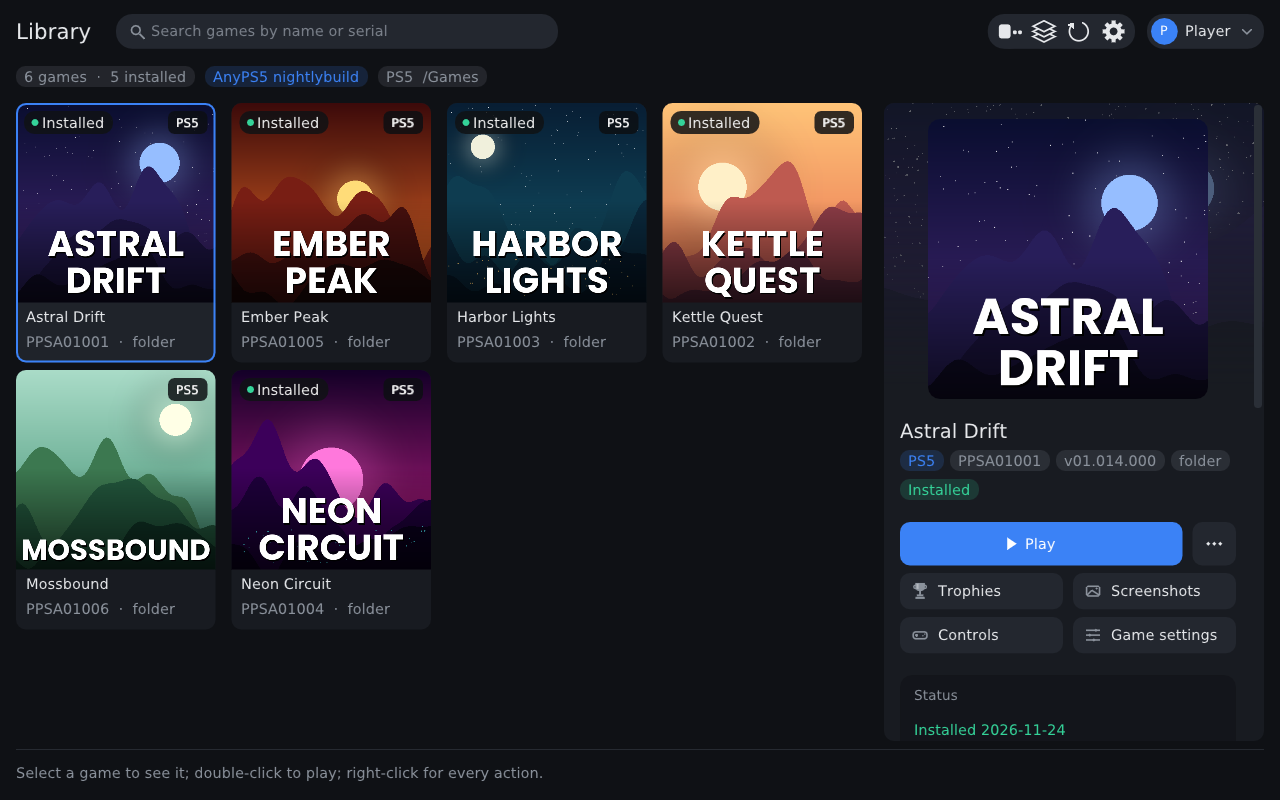 Library
Search games by name or serial
P
Player
6 games · 5 installed
AnyPS5 nightlybuild
PS5 /Games
Installed
PS5
ASTRAL
DRIFT
Astral Drift
PPSA01001 · folder
Installed
PS5
EMBER
PEAK
Ember Peak
PPSA01005 · folder
Installed
PS5
HARBOR
LIGHTS
Harbor Lights
PPSA01003 · folder
Installed
PS5
KETTLE
QUEST
Kettle Quest
PPSA01002 · folder
PS5
MOSSBOUND
Mossbound
PPSA01006 · folder
Installed
PS5
NEON
CIRCUIT
Neon Circuit
PPSA01004 · folder
ASTRAL
DRIFT
Astral Drift
PS5
PPSA01001
v01.014.000
folder
Installed
Play
Trophies
Screenshots
Controls
Game settings
Status
Installed 2026-11-24
Select a game to see it; double-click to play; right-click for every action.